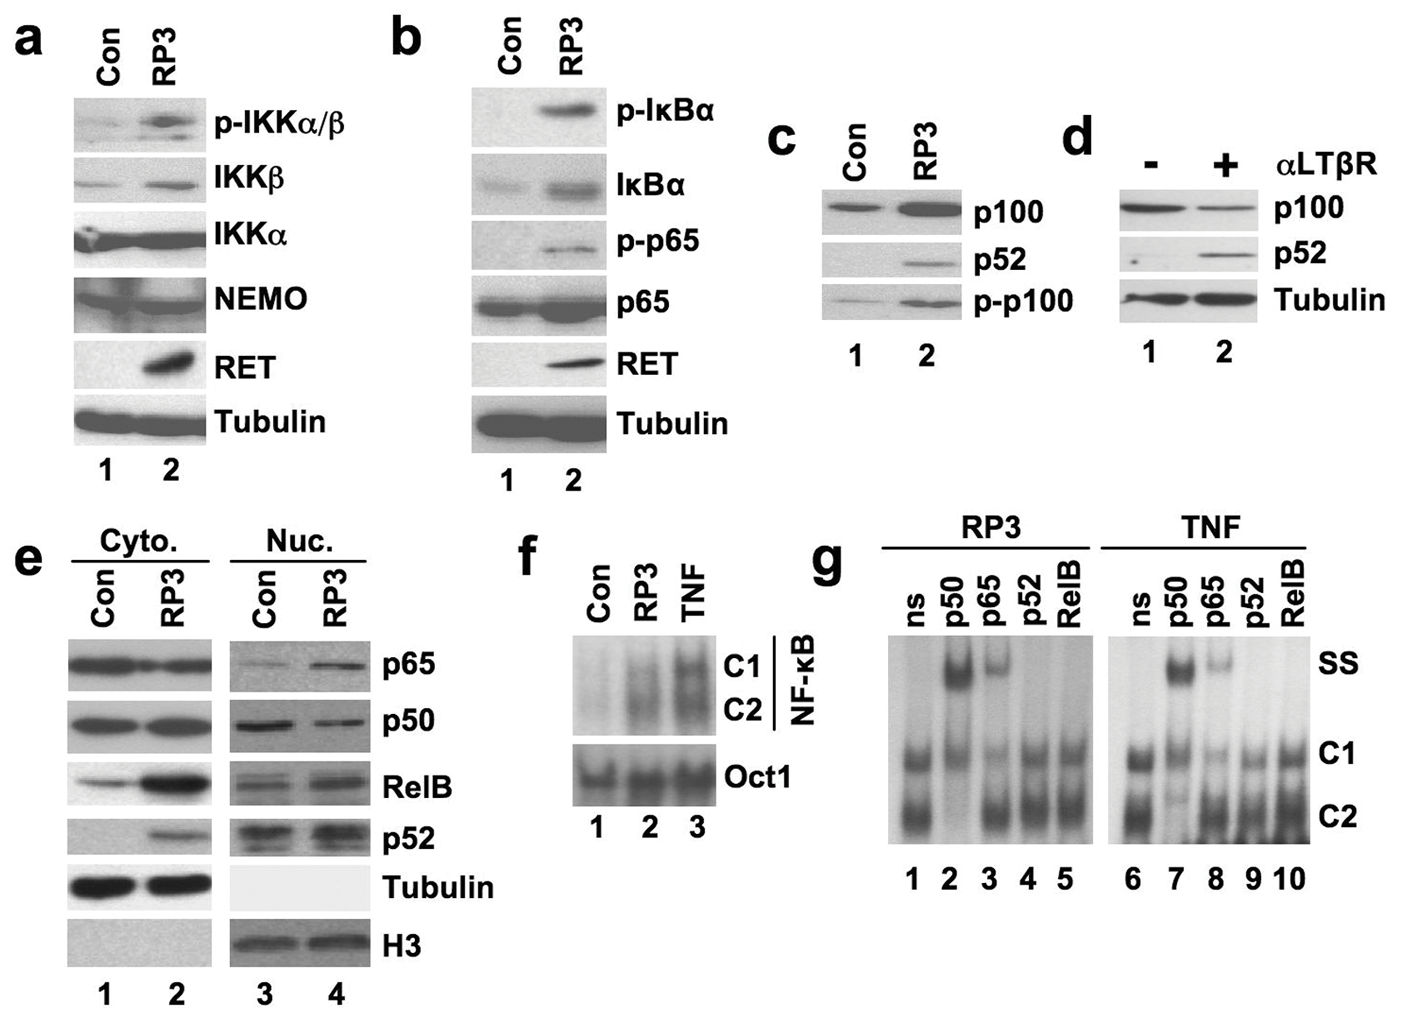 a
Con RP3
p-IKKα/β
IKKβ
IKKα
NEMO
RET
Tubulin
1 2
b
Con RP3
p-IκBα
IκBα
p-p65
p65
RET
Tubulin
1 2
c
Con RP3
p100
p52
p-p100
1 2
d
- + αLTβR
p100
p52
Tubulin
1 2
e
Cyto. Nuc.
Con RP3 Con RP3
p65
p50
RelB
p52
Tubulin
H3
1 2 3 4
f
Con RP3 TNF
C1
C2
NF-κB
Oct1
1 2 3
g
RP3 TNF
ns p50 p65 p52 RelB ns p50 p65 p52 RelB
SS
C1
C2
1 2 3 4 5 6 7 8 9 10